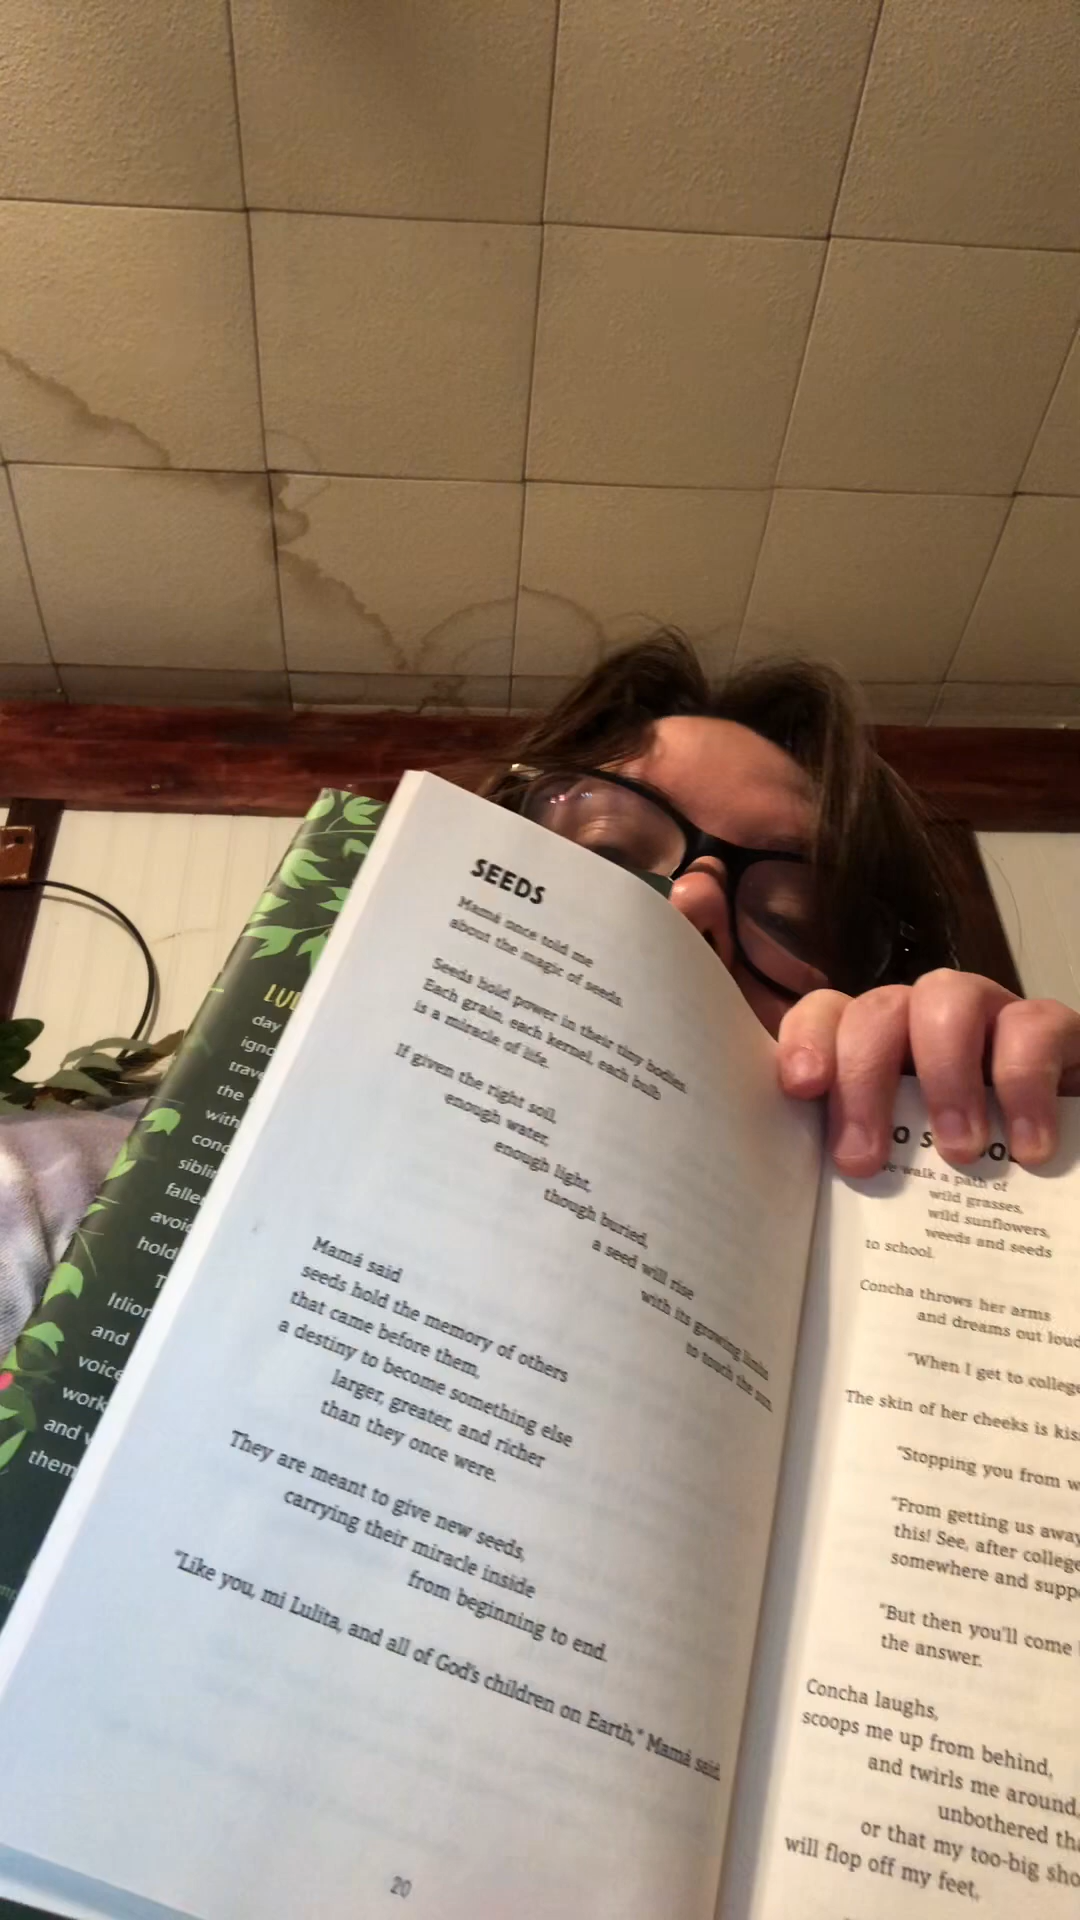 SEEDS
Mamá once told me
about the magic of seeds.
Seeds hold power in their tiny bodies.
Each grain, each kernel, each bulb
is a miracle of life.
If given the right soil,
enough water,
enough light,
though buried,
a seed will rise
with its growing limbs
to touch the sun.
Mamá said
seeds hold the memory of others
that came before them,
a destiny to become something else
larger, greater, and richer
than they once were.
They are meant to give new seeds,
carrying their miracle inside
from beginning to end.
"Like you, mi Lulita, and all of God's children on Earth," Mamá said.
20
walk a path of
wild grasses,
wild sunflowers,
weeds and seeds
to school.
Concha throws her arms
and dreams out loud
"When I get to college
The skin of her cheeks is
"Stopping you from
"From getting us away
this! See, after college
somewhere and
"But then you'll come
the answer.
Concha laughs,
scoops me up from behind,
and twirls me around,
unbothered
or that my too-big
will flop off my feet,
day
the
with
and
voice
work
and
them